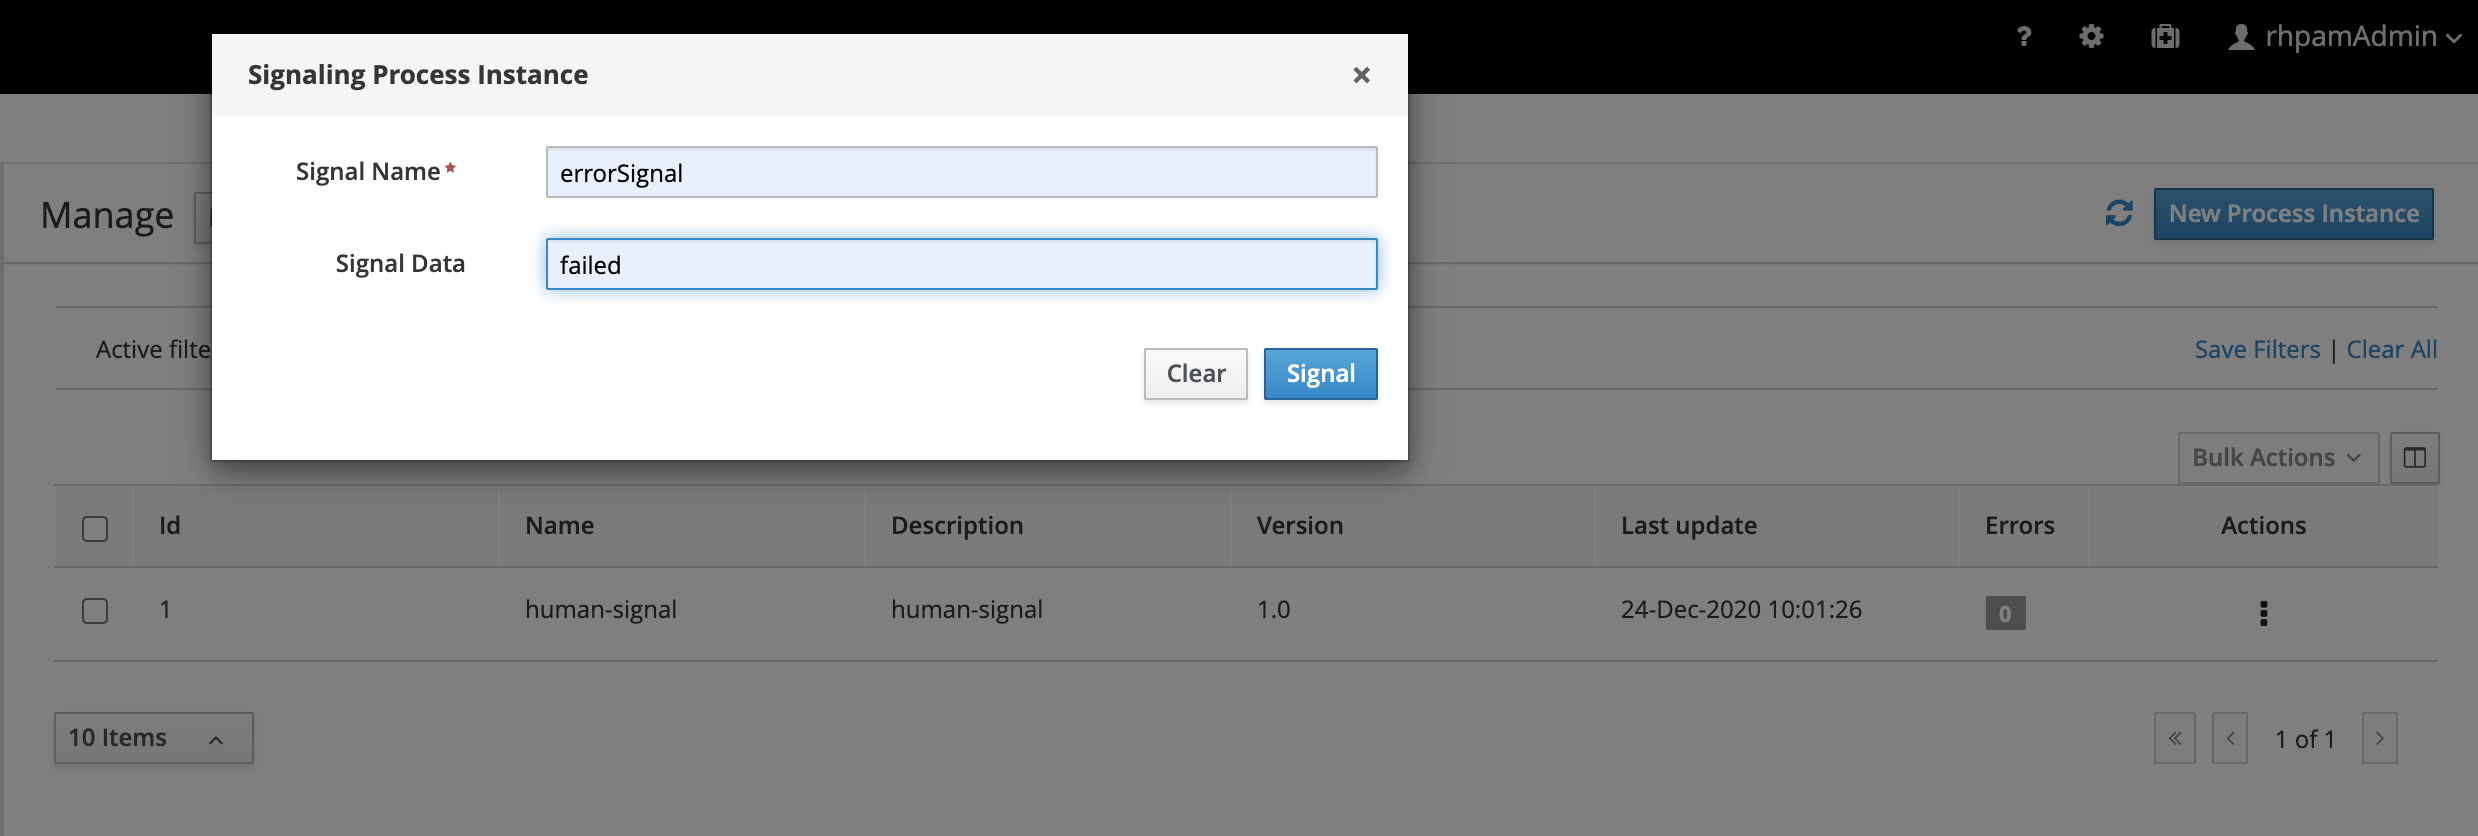 ? rhpamAdmin
Signaling Process Instance ×
Signal Name*
errorSignal
Signal Data
failed
Clear Signal
Manage
New Process Instance
Active filte
Save Filters | Clear All
Bulk Actions
Id Name Description Version Last update Errors Actions
1 human-signal human-signal 1.0 24-Dec-2020 10:01:26 0
10 Items
« < 1 of 1 >